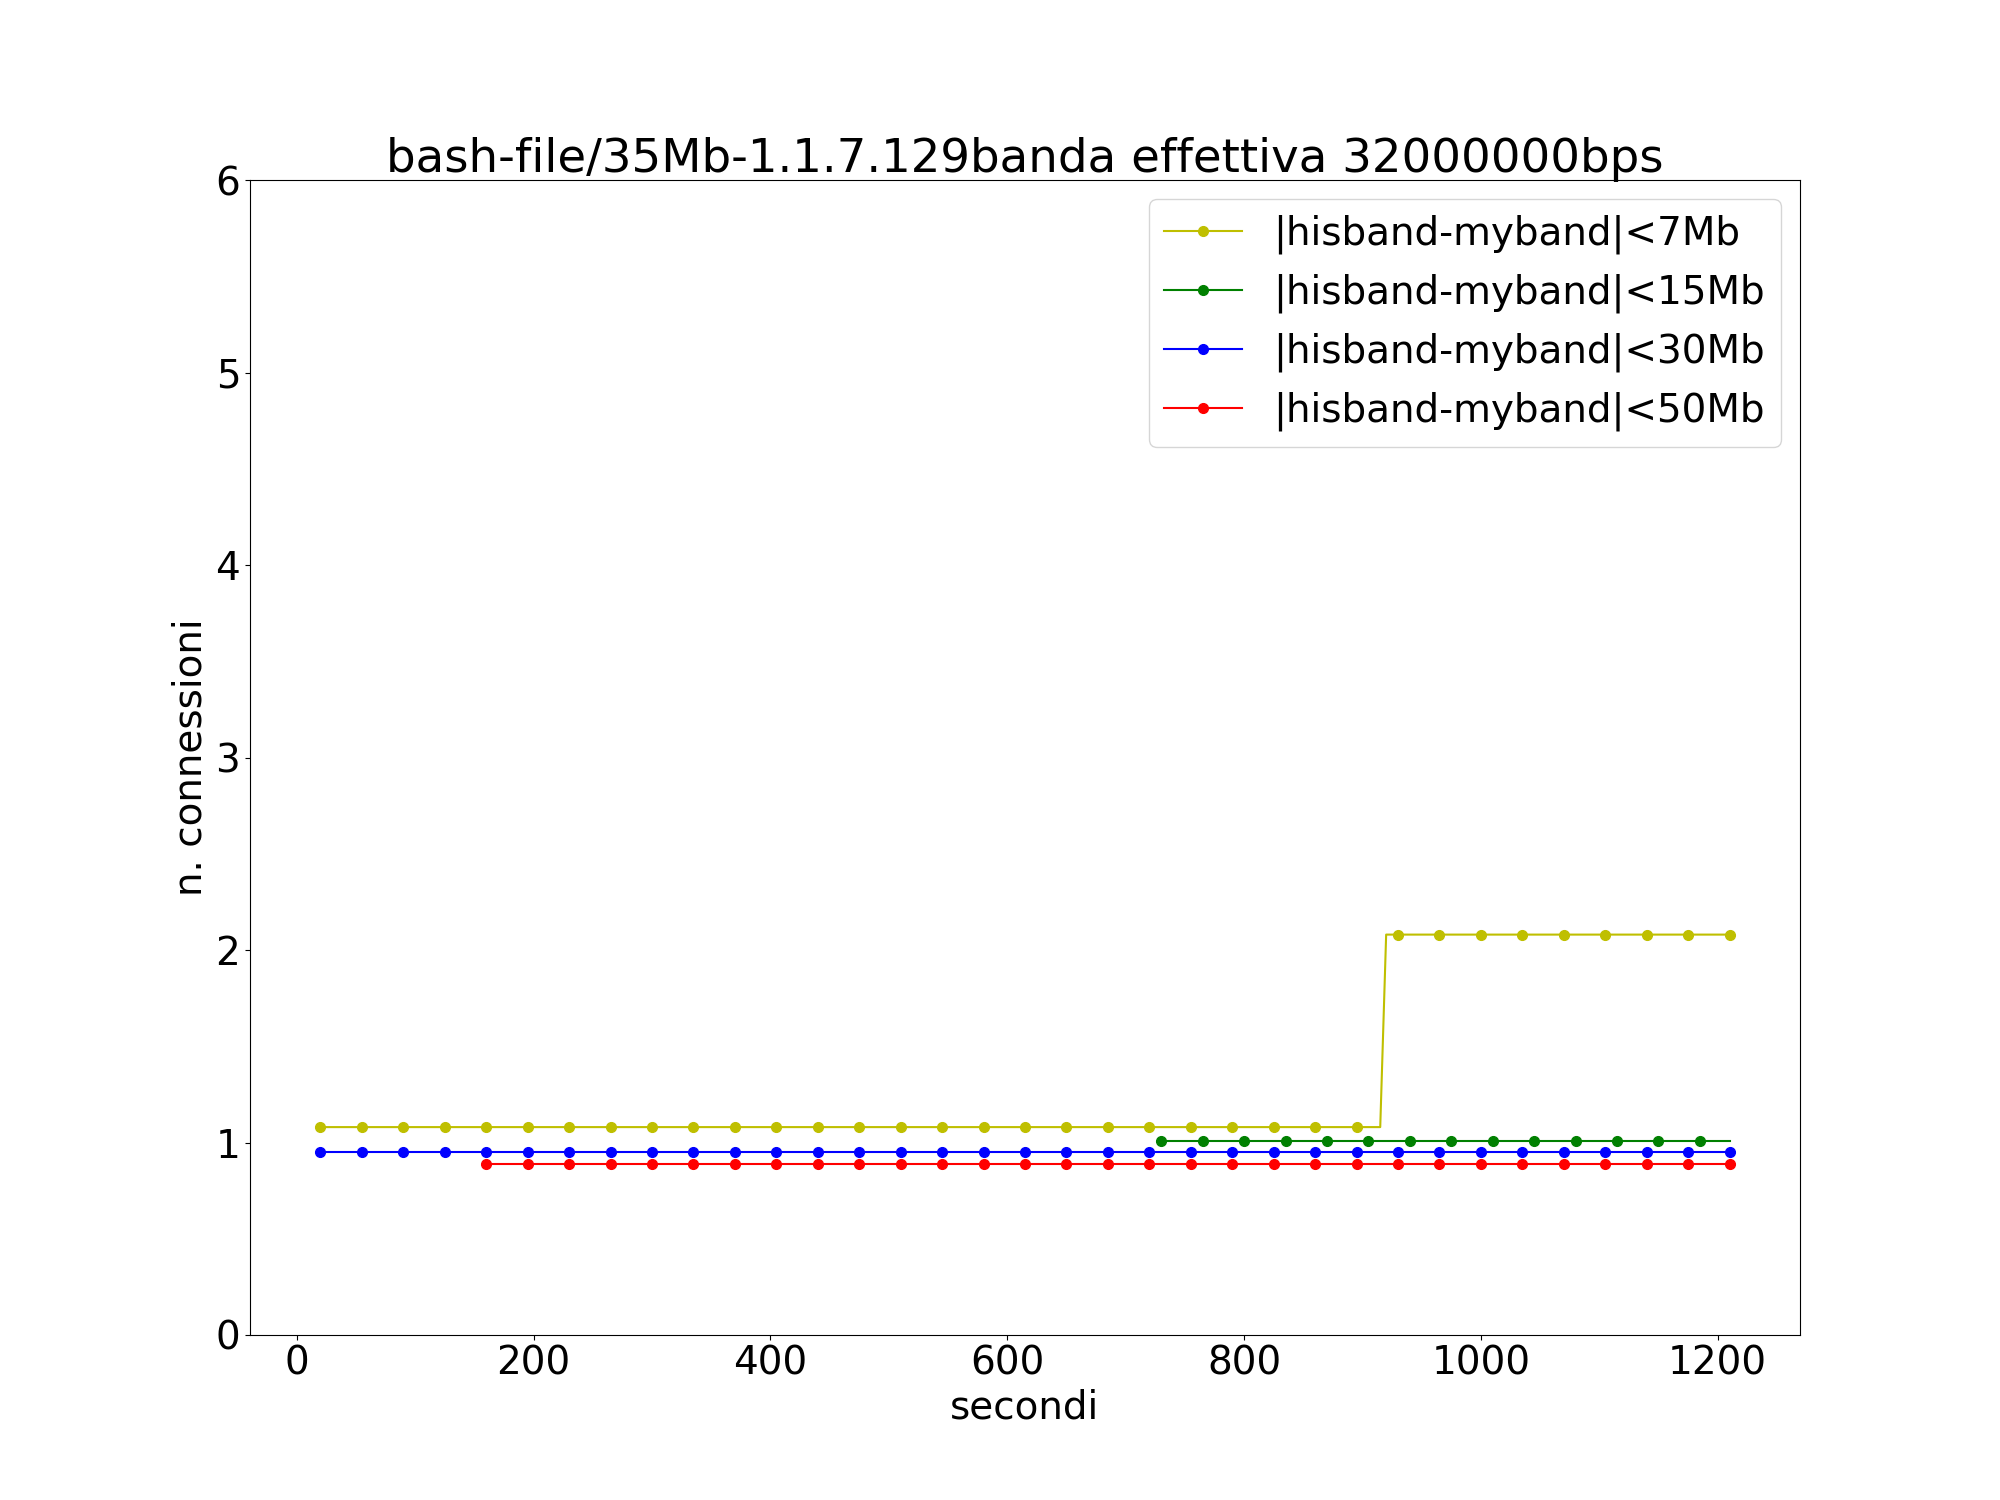 bash-file/35Mb-1.1.7.129banda effettiva 32000000bps
|hisband-myband|<7Mb
|hisband-myband|<15Mb
|hisband-myband|<30Mb
|hisband-myband|<50Mb
6
5
4
3
2
1
0
n. connessioni
0 200 400 600 800 1000 1200
secondi